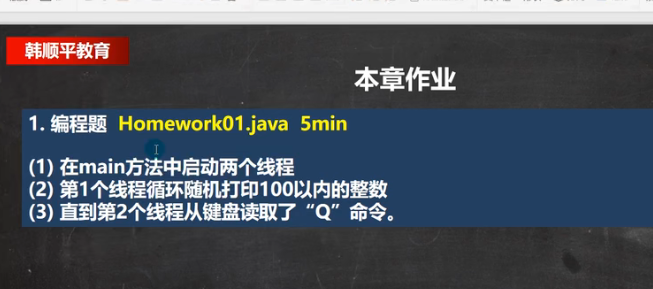 韩顺平教育
本章作业
1. 编程题 Homework01.java 5min
(1) 在main方法中启动两个线程
(2) 第1个线程循环随机打印100以内的整数
(3) 直到第2个线程从键盘读取了“Q”命令。